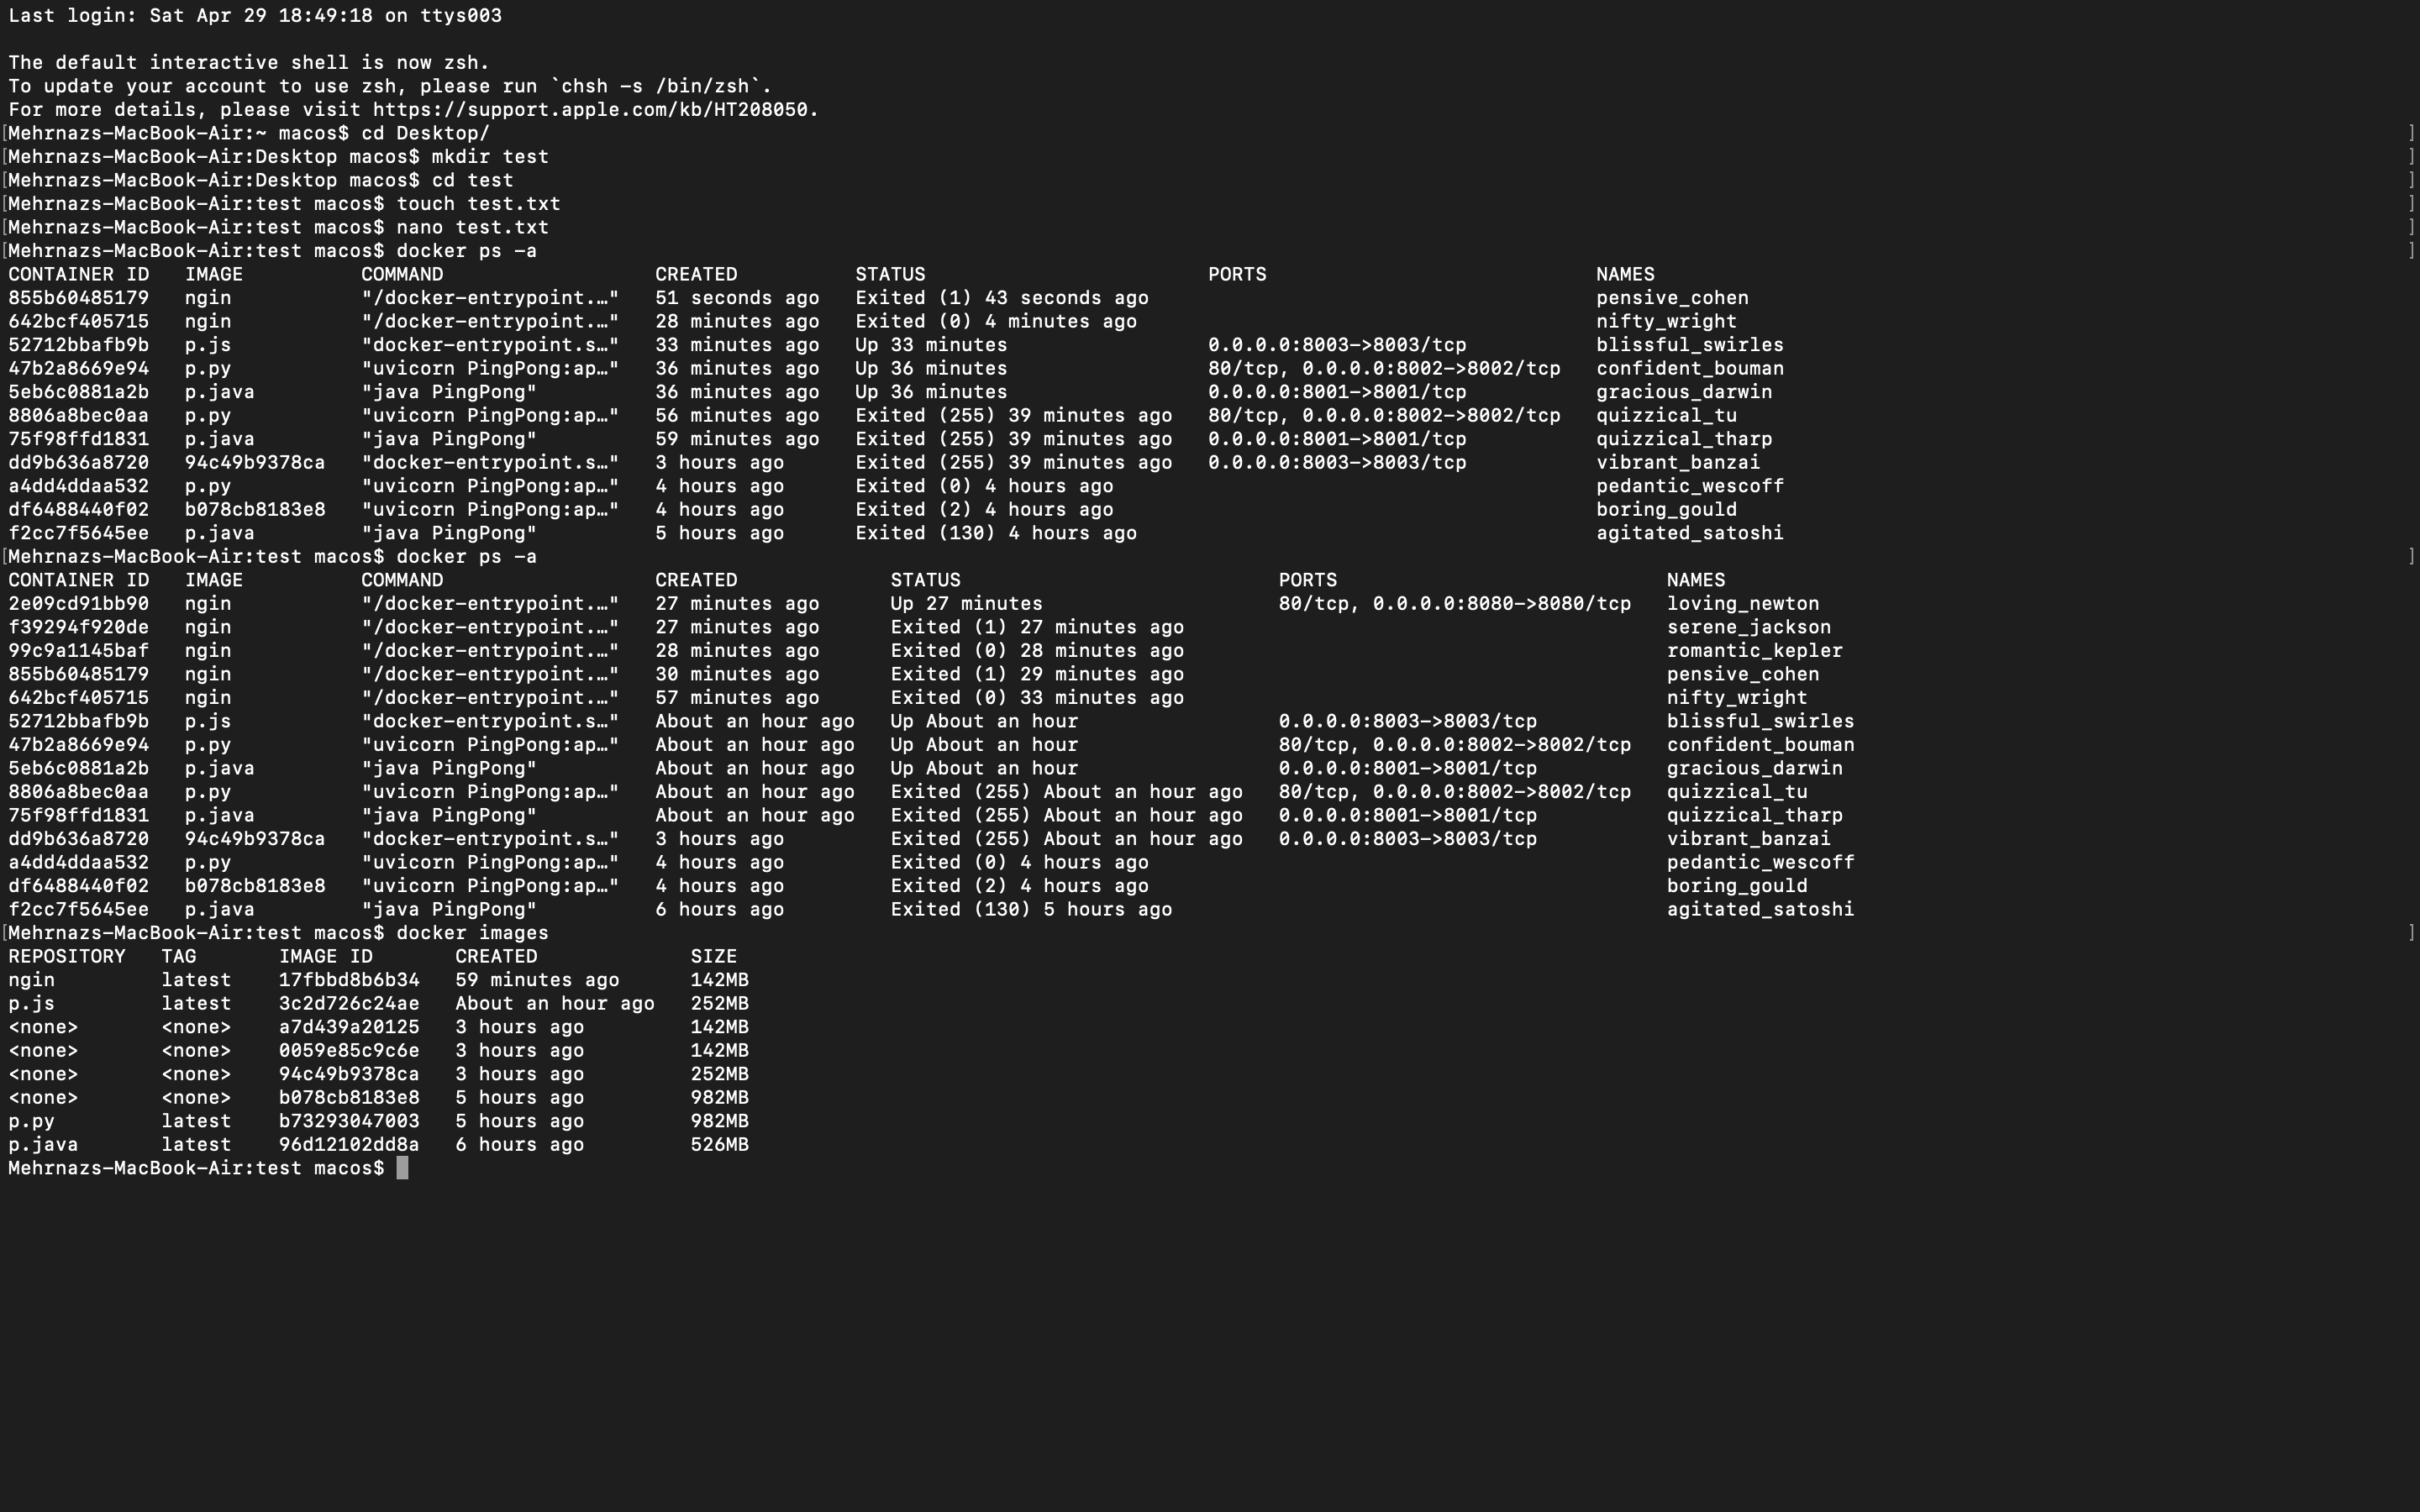 Last login: Sat Apr 29 18:49:18 on ttys003
The default interactive shell is now zsh.
To update your account to use zsh, please run `chsh -s /bin/zsh`.
For more details, please visit https://support.apple.com/kb/HT208050.
[Mehrnazs-MacBook-Air:~ macos$ cd Desktop/ ]
[Mehrnazs-MacBook-Air:Desktop macos$ mkdir test ]
[Mehrnazs-MacBook-Air:Desktop macos$ cd test ]
[Mehrnazs-MacBook-Air:test macos$ touch test.txt ]
[Mehrnazs-MacBook-Air:test macos$ nano test.txt ]
[Mehrnazs-MacBook-Air:test macos$ docker ps -a ]
CONTAINER ID   IMAGE          COMMAND                  CREATED          STATUS                        PORTS                            NAMES
855b60485179   ngin           "/docker-entrypoint.…"   51 seconds ago   Exited (1) 43 seconds ago                                      pensive_cohen
642bcf405715   ngin           "/docker-entrypoint.…"   28 minutes ago   Exited (0) 4 minutes ago                                       nifty_wright
52712bbafb9b   p.js           "docker-entrypoint.s…"   33 minutes ago   Up 33 minutes                 0.0.0.0:8003->8003/tcp           blissful_swirles
47b2a8669e94   p.py           "uvicorn PingPong:ap…"   36 minutes ago   Up 36 minutes                 80/tcp, 0.0.0.0:8002->8002/tcp   confident_bouman
5eb6c0881a2b   p.java         "java PingPong"          36 minutes ago   Up 36 minutes                 0.0.0.0:8001->8001/tcp           gracious_darwin
8806a8bec0aa   p.py           "uvicorn PingPong:ap…"   56 minutes ago   Exited (255) 39 minutes ago   80/tcp, 0.0.0.0:8002->8002/tcp   quizzical_tu
75f98ffd1831   p.java         "java PingPong"          59 minutes ago   Exited (255) 39 minutes ago   0.0.0.0:8001->8001/tcp           quizzical_tharp
dd9b636a8720   94c49b9378ca   "docker-entrypoint.s…"   3 hours ago      Exited (255) 39 minutes ago   0.0.0.0:8003->8003/tcp           vibrant_banzai
a4dd4ddaa532   p.py           "uvicorn PingPong:ap…"   4 hours ago      Exited (0) 4 hours ago                                         pedantic_wescoff
df6488440f02   b078cb8183e8   "uvicorn PingPong:ap…"   4 hours ago      Exited (2) 4 hours ago                                         boring_gould
f2cc7f5645ee   p.java         "java PingPong"          5 hours ago      Exited (130) 4 hours ago                                       agitated_satoshi
[Mehrnazs-MacBook-Air:test macos$ docker ps -a ]
CONTAINER ID   IMAGE          COMMAND                  CREATED             STATUS                           PORTS                            NAMES
2e09cd91bb90   ngin           "/docker-entrypoint.…"   27 minutes ago      Up 27 minutes                    80/tcp, 0.0.0.0:8080->8080/tcp   loving_newton
f39294f920de   ngin           "/docker-entrypoint.…"   27 minutes ago      Exited (1) 27 minutes ago                                         serene_jackson
99c9a1145baf   ngin           "/docker-entrypoint.…"   28 minutes ago      Exited (0) 28 minutes ago                                         romantic_kepler
855b60485179   ngin           "/docker-entrypoint.…"   30 minutes ago      Exited (1) 29 minutes ago                                         pensive_cohen
642bcf405715   ngin           "/docker-entrypoint.…"   57 minutes ago      Exited (0) 33 minutes ago                                         nifty_wright
52712bbafb9b   p.js           "docker-entrypoint.s…"   About an hour ago   Up About an hour                 0.0.0.0:8003->8003/tcp           blissful_swirles
47b2a8669e94   p.py           "uvicorn PingPong:ap…"   About an hour ago   Up About an hour                 80/tcp, 0.0.0.0:8002->8002/tcp   confident_bouman
5eb6c0881a2b   p.java         "java PingPong"          About an hour ago   Up About an hour                 0.0.0.0:8001->8001/tcp           gracious_darwin
8806a8bec0aa   p.py           "uvicorn PingPong:ap…"   About an hour ago   Exited (255) About an hour ago   80/tcp, 0.0.0.0:8002->8002/tcp   quizzical_tu
75f98ffd1831   p.java         "java PingPong"          About an hour ago   Exited (255) About an hour ago   0.0.0.0:8001->8001/tcp           quizzical_tharp
dd9b636a8720   94c49b9378ca   "docker-entrypoint.s…"   3 hours ago         Exited (255) About an hour ago   0.0.0.0:8003->8003/tcp           vibrant_banzai
a4dd4ddaa532   p.py           "uvicorn PingPong:ap…"   4 hours ago         Exited (0) 4 hours ago                                            pedantic_wescoff
df6488440f02   b078cb8183e8   "uvicorn PingPong:ap…"   4 hours ago         Exited (2) 4 hours ago                                            boring_gould
f2cc7f5645ee   p.java         "java PingPong"          6 hours ago         Exited (130) 5 hours ago                                          agitated_satoshi
[Mehrnazs-MacBook-Air:test macos$ docker images ]
REPOSITORY   TAG       IMAGE ID       CREATED             SIZE
ngin         latest    17fbbd8b6b34   59 minutes ago      142MB
p.js         latest    3c2d726c24ae   About an hour ago   252MB
<none>       <none>    a7d439a20125   3 hours ago         142MB
<none>       <none>    0059e85c9c6e   3 hours ago         142MB
<none>       <none>    94c49b9378ca   3 hours ago         252MB
<none>       <none>    b078cb8183e8   5 hours ago         982MB
p.py         latest    b73293047003   5 hours ago         982MB
p.java       latest    96d12102dd8a   6 hours ago         526MB
Mehrnazs-MacBook-Air:test macos$